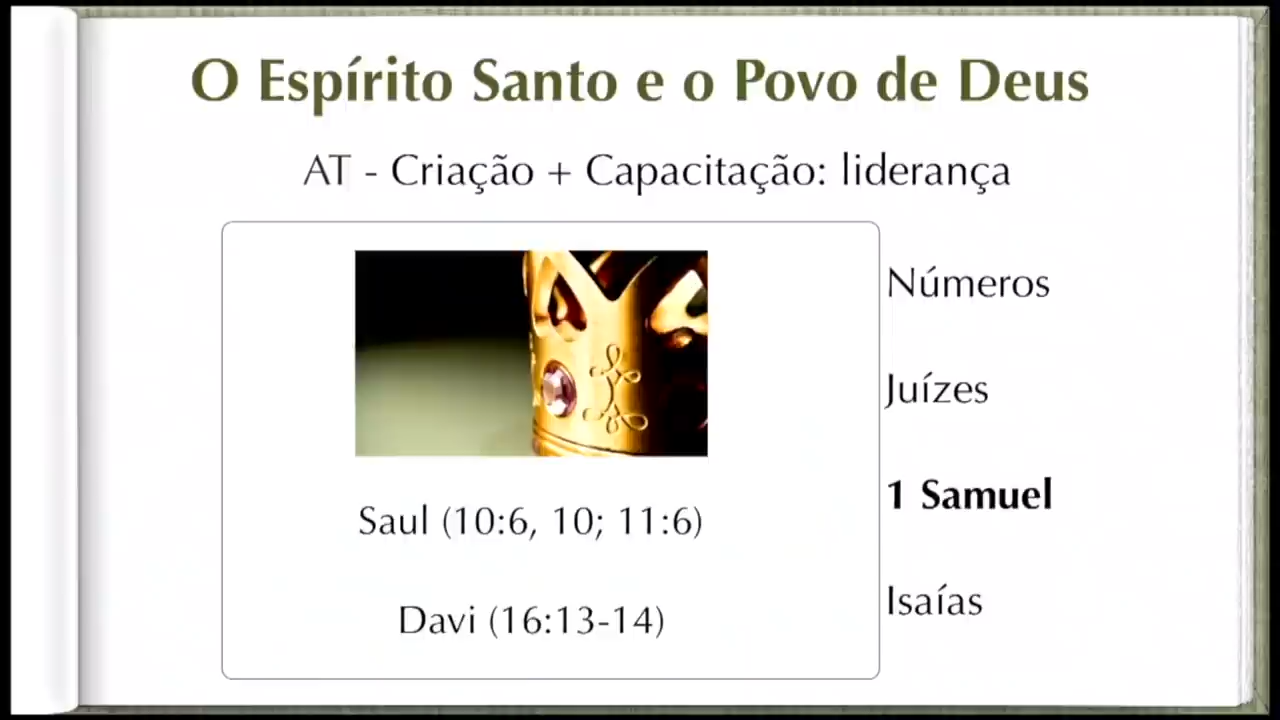 O Espírito Santo e o Povo de Deus
AT - Criação + Capacitação: liderança
Saul (10:6, 10; 11:6)
Davi (16:13-14)
Números
Juízes
1 Samuel
Isaías